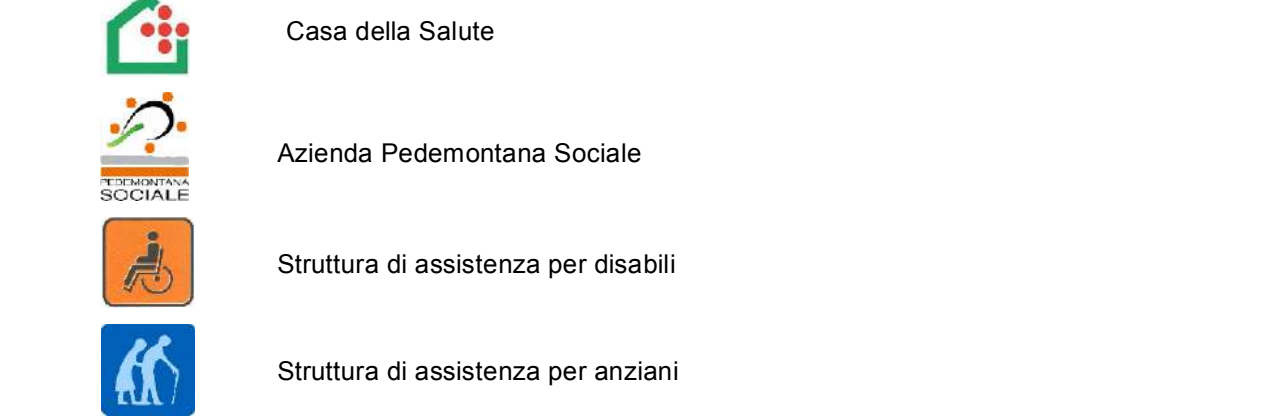 Casa della Salute
Azienda Pedemontana Sociale
PEDEMONTANA
SOCIALE
Struttura di assistenza per disabili
Struttura di assistenza per anziani